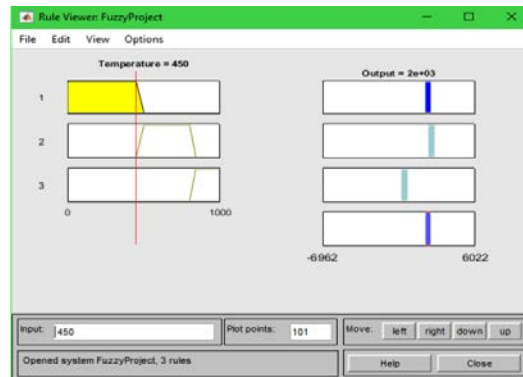 Rule Viewer: FuzzyProject
File Edit View Options
Temperature = 450
Output = 2e+03
1
2
3
0 1000
-6962 6022
Input: 450
Plot points: 101
Move: left right down up
Opened system FuzzyProject, 3 rules
Help Close